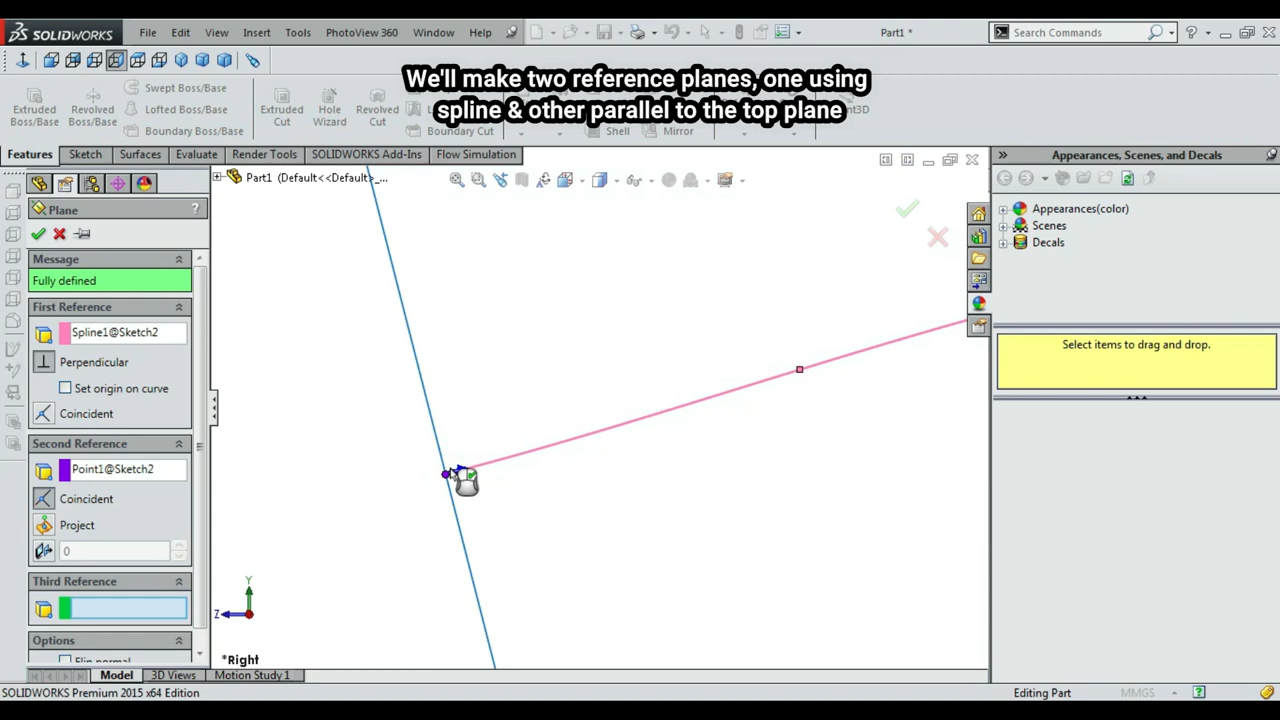 SOLIDWORKS File Edit View Insert Tools PhotoView 360 Window Help Part1 * Search Commands
We'll make two reference planes, one using
spline & other parallel to the top plane
Extruded Boss/Base
Revolved Boss/Base
Swept Boss/Base
Lofted Boss/Base
Boundary Boss/Base
Extruded Cut
Hole Wizard
Revolved Cut
Boundary Cut
Shell
Mirror
Features Sketch Surfaces Evaluate Render Tools SOLIDWORKS Add-Ins Flow Simulation
Appearances, Scenes, and Decals
Part1 (Default<<Default>_...
Plane ?
Message
Fully defined
First Reference
Spline1@Sketch2
Perpendicular
Set origin on curve
Coincident
Second Reference
Point1@Sketch2
Coincident
Project
0
Third Reference
Options
Flip normal
Appearances(color)
Scenes
Decals
Select items to drag and drop.
Y
Z
*Right
Model 3D Views Motion Study 1
SOLIDWORKS Premium 2015 x64 Edition Editing Part MMGS